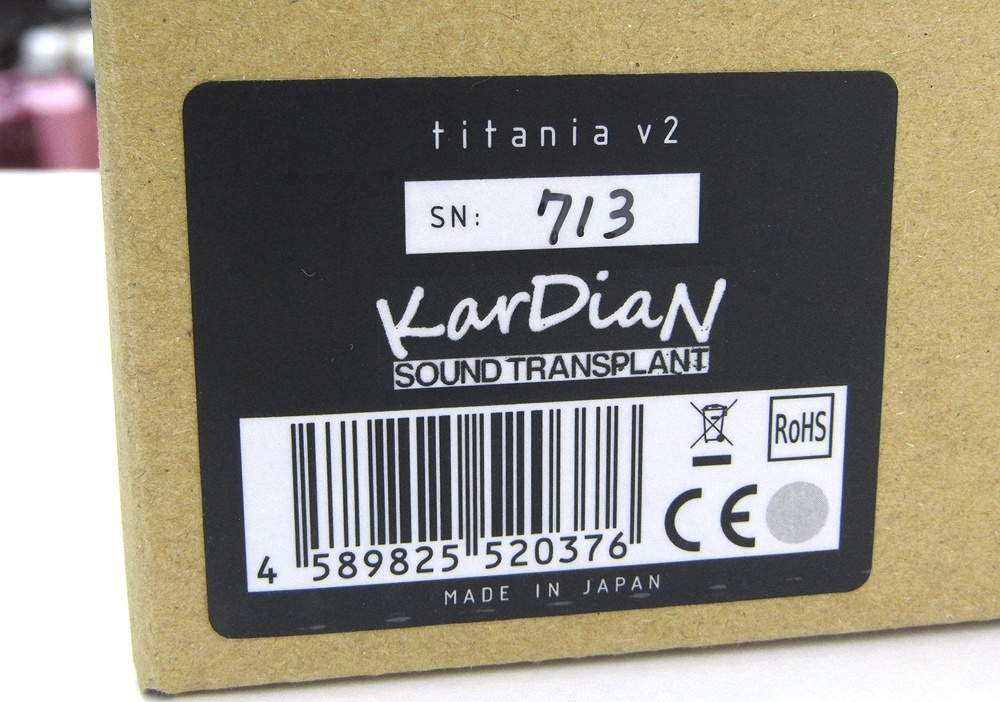 titania v2
SN: 713
KarDiaN
SOUND TRANSPLANT
RoHS
CE
4 589825 520376
MADE IN JAPAN